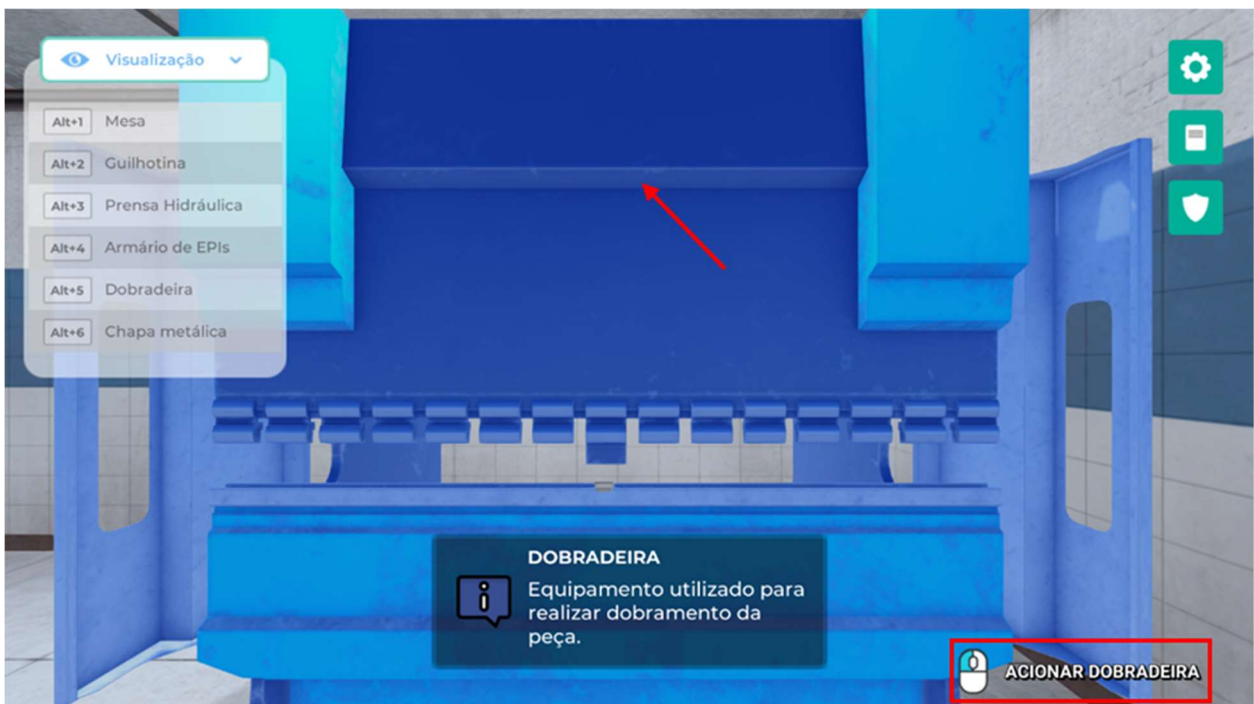 Visualização
Alt+1 Mesa
Alt+2 Guilhotina
Alt+3 Prensa Hidráulica
Alt+4 Armário de EPIs
Alt+5 Dobradeira
Alt+6 Chapa metálica
DOBRADEIRA
Equipamento utilizado para
realizar dobramento da
peça.
ACIONAR DOBRADEIRA